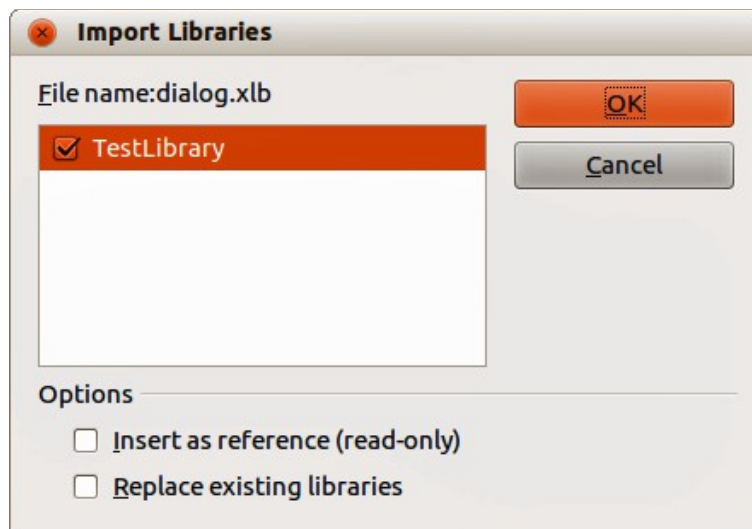 Import Libraries
File name:dialog.xlb
OK
TestLibrary
Cancel
Options
Insert as reference (read-only)
Replace existing libraries